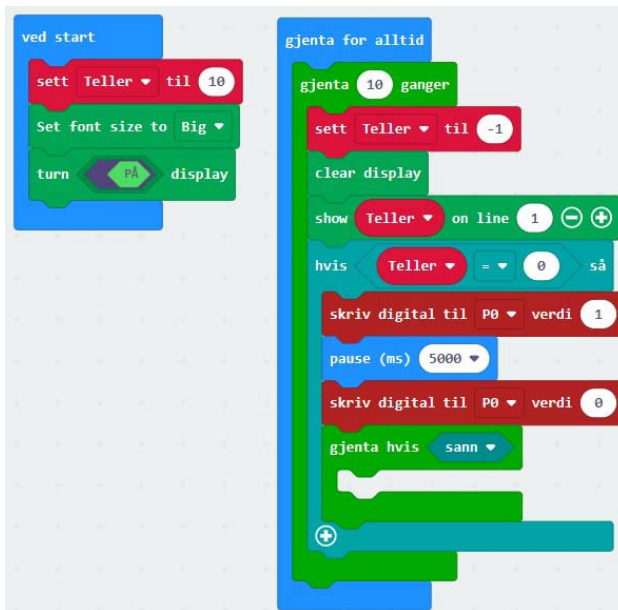 ved start
sett Teller til 10
Set font size to Big
turn PÅ display
gjenta for alltid
gjenta 10 ganger
sett Teller til -1
clear display
show Teller on line 1
hvis Teller = 0 så
skriv digital til P0 verdi 1
pause (ms) 5000
skriv digital til P0 verdi 0
gjenta hvis sann